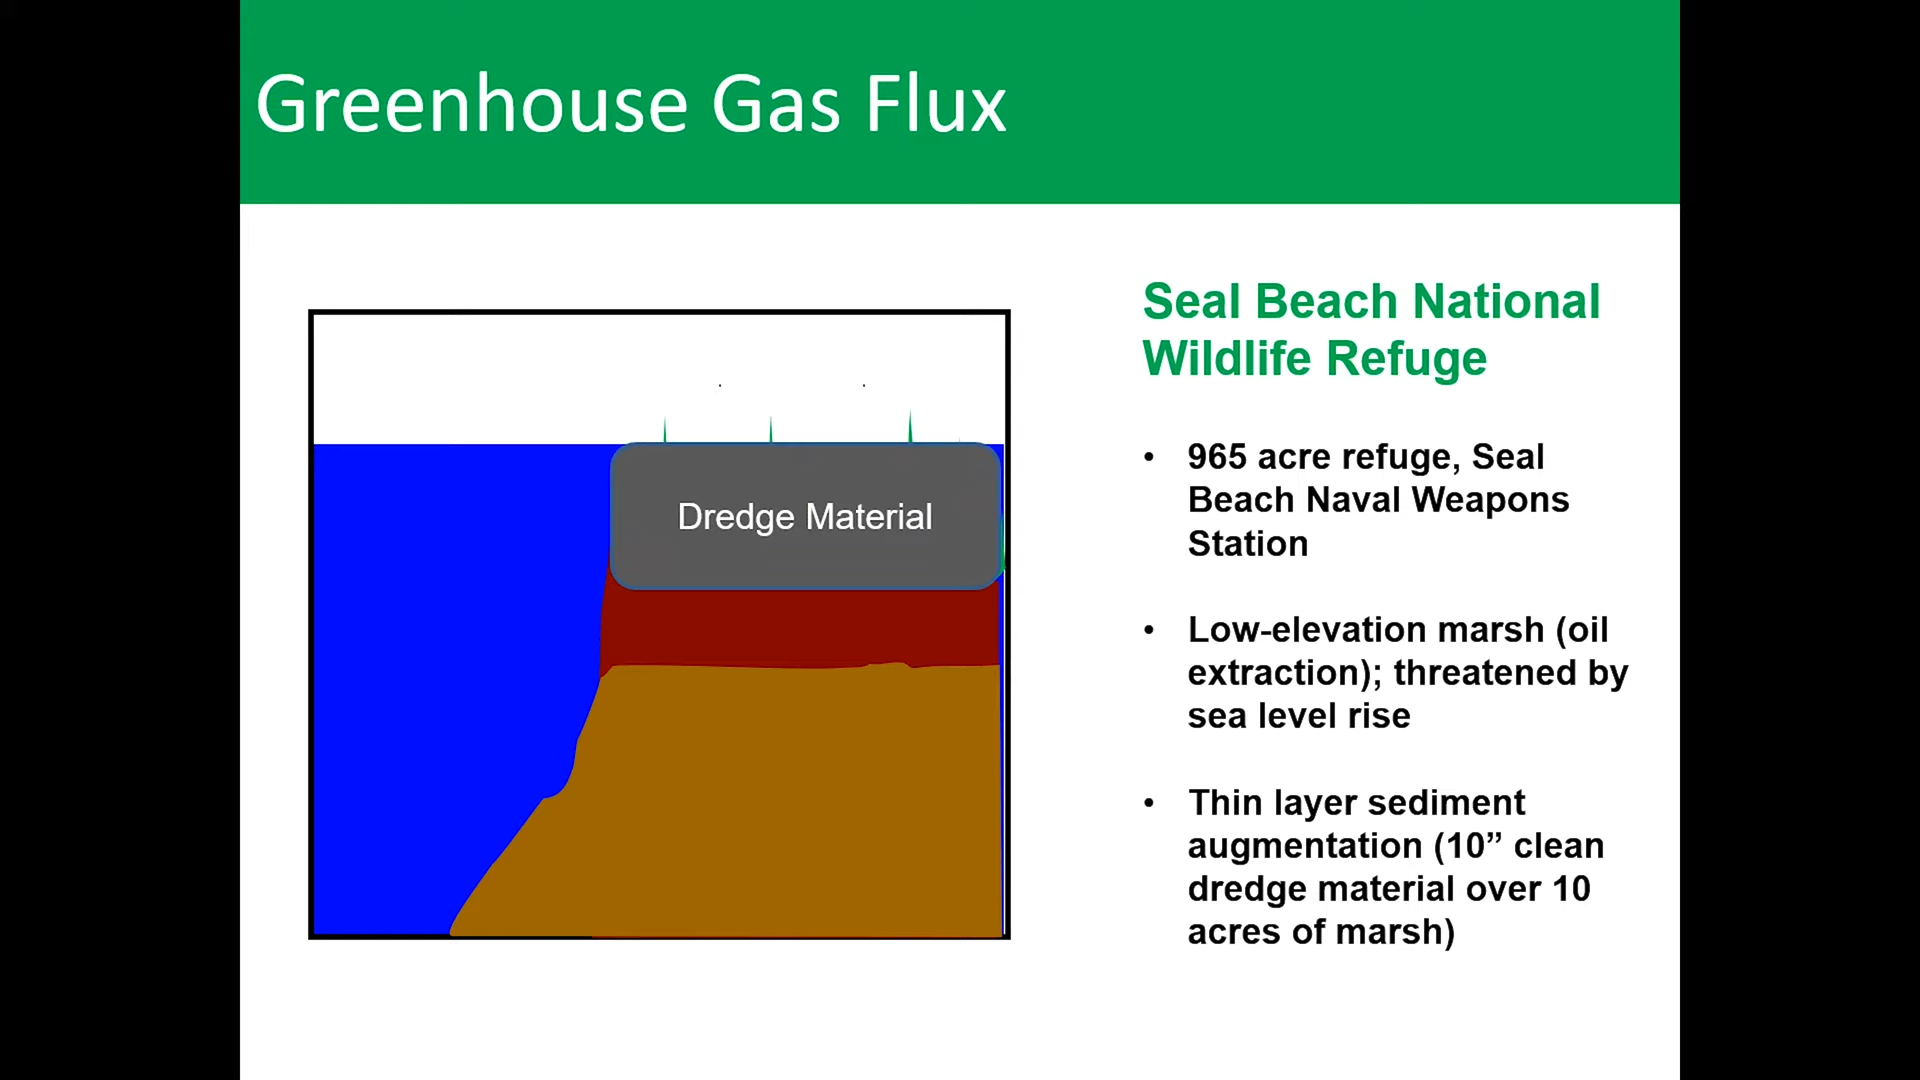 Greenhouse Gas Flux
Dredge Material
Seal Beach National
Wildlife Refuge
• 965 acre refuge, Seal
Beach Naval Weapons
Station
• Low-elevation marsh (oil
extraction); threatened by
sea level rise
• Thin layer sediment
augmentation (10” clean
dredge material over 10
acres of marsh)